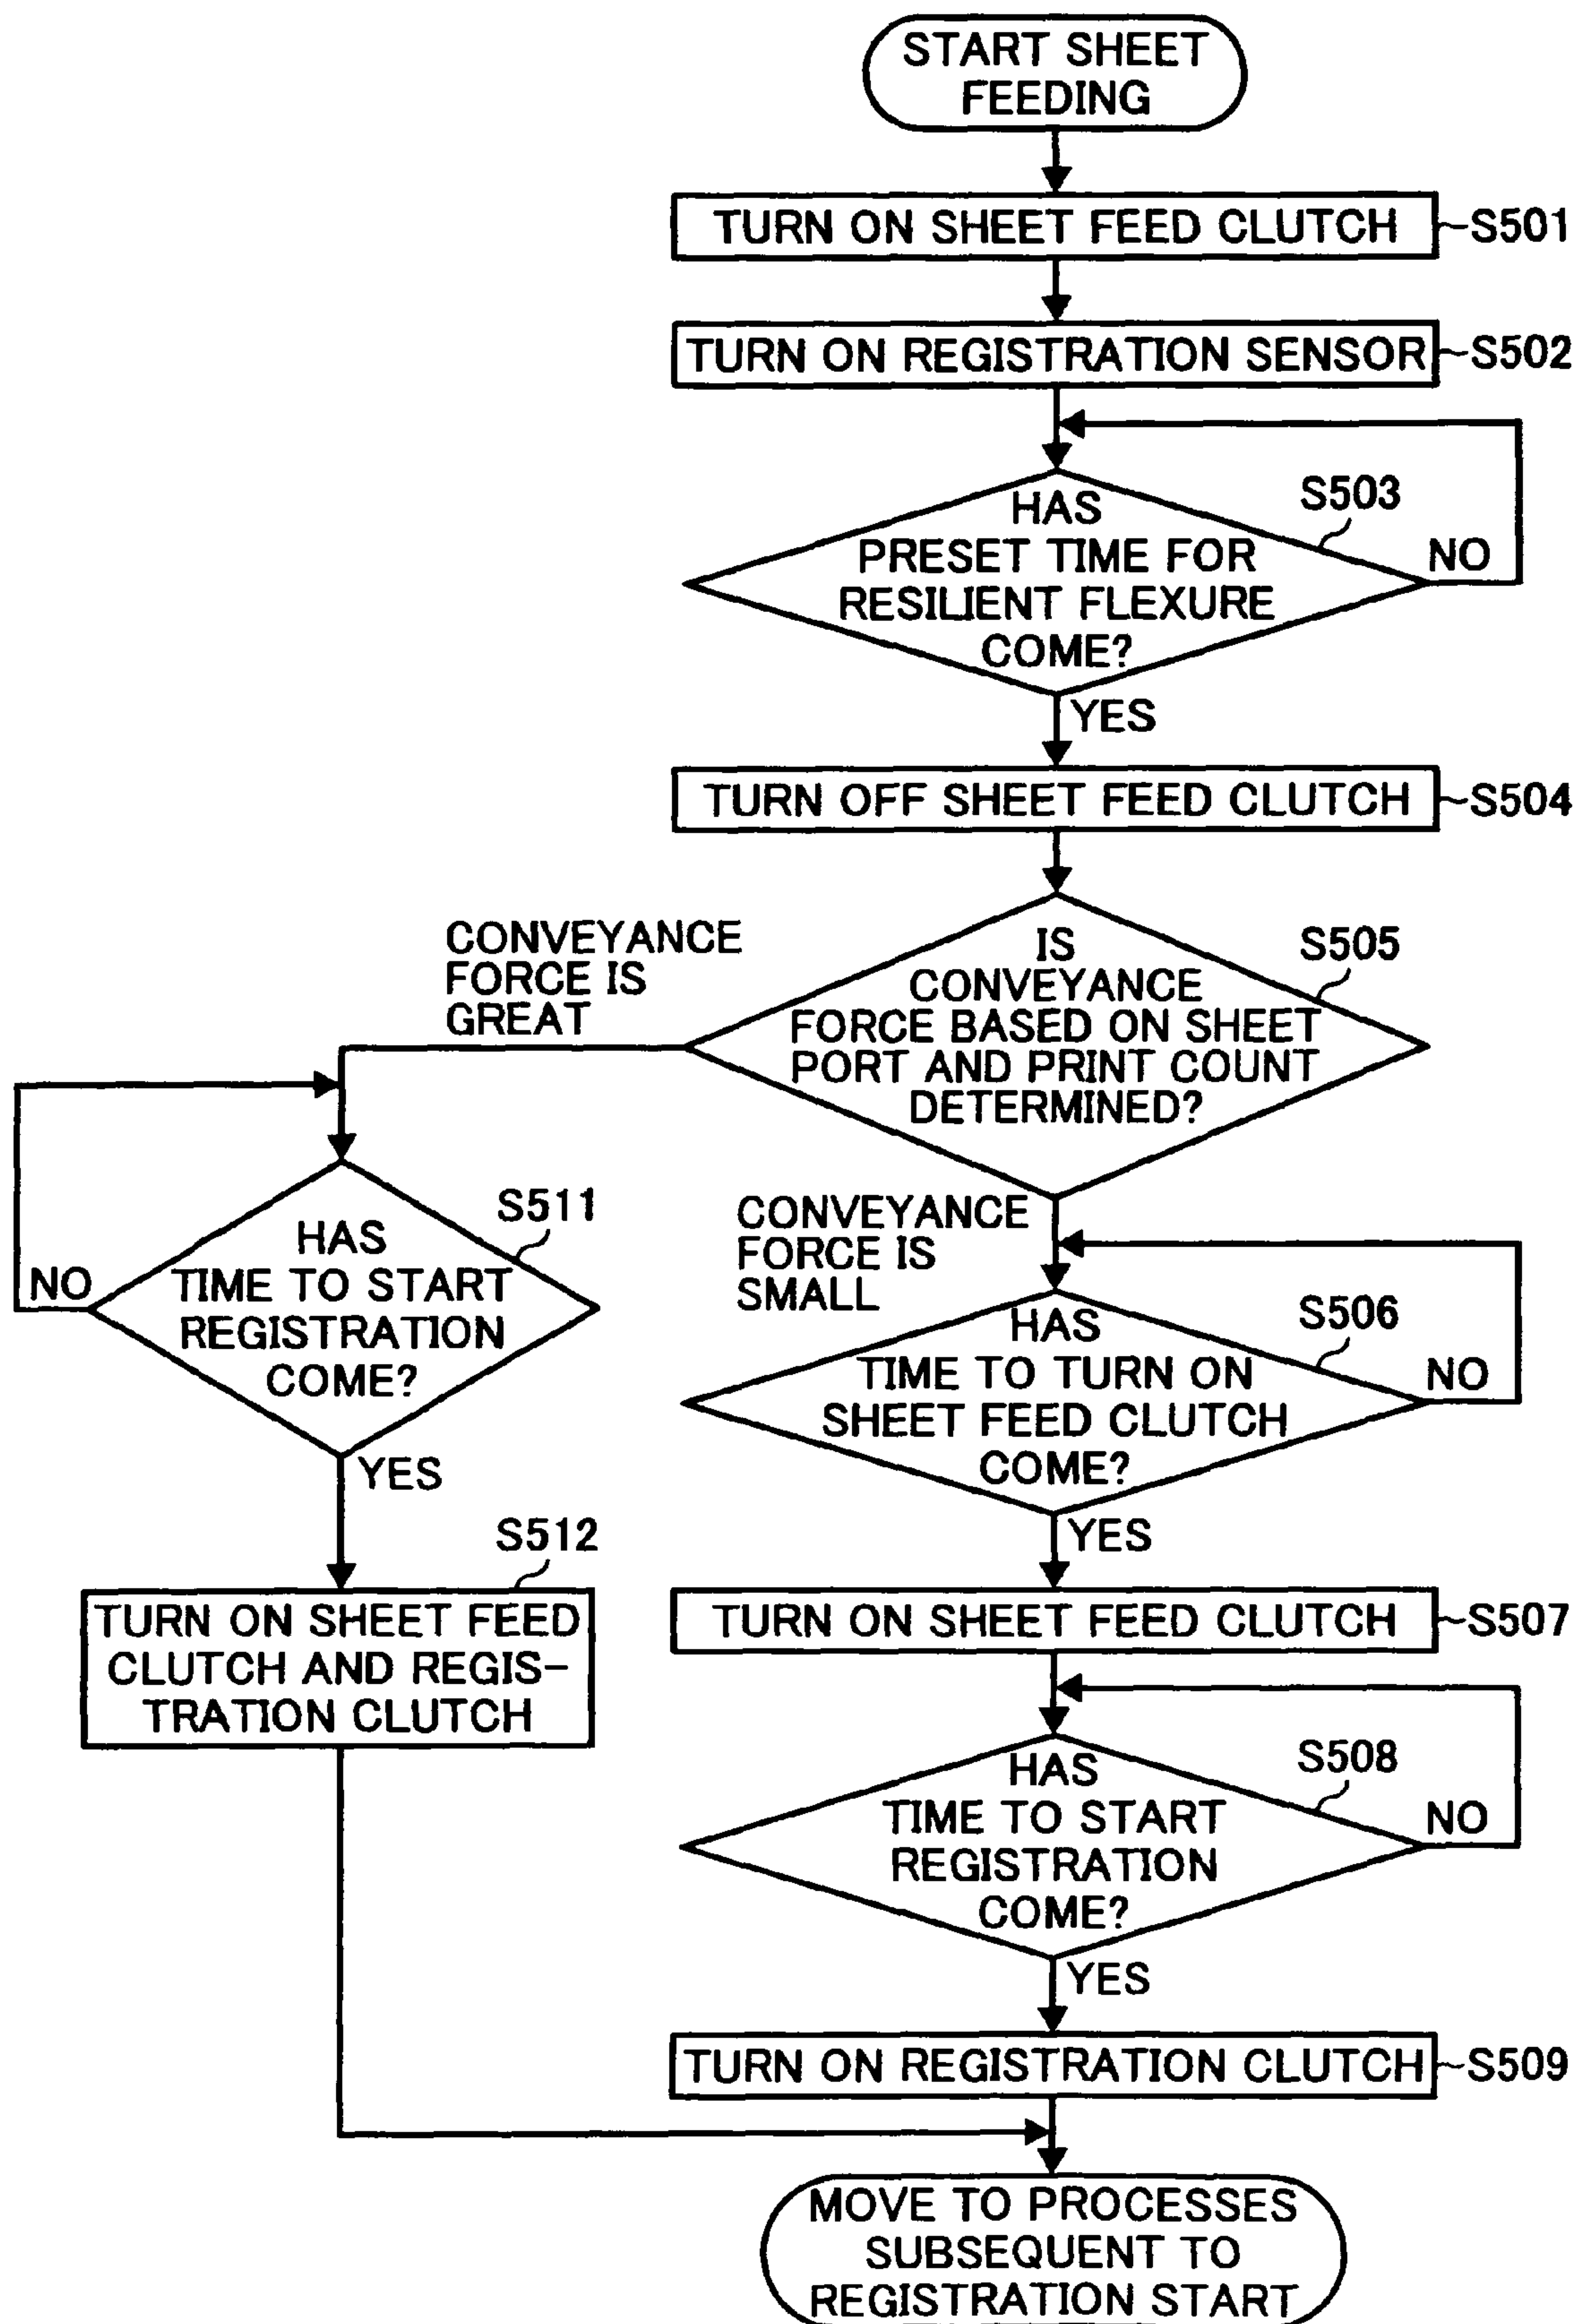 START SHEET
FEEDING
TURN ON SHEET FEED CLUTCH
S501
TURN ON REGISTRATION SENSOR
S502
HAS
PRESET TIME FOR
RESILIENT FLEXURE
COME?
S503
NO
YES
TURN OFF SHEET FEED CLUTCH
S504
CONVEYANCE
FORCE IS
GREAT
IS
CONVEYANCE
FORCE BASED ON SHEET
PORT AND PRINT COUNT
DETERMINED?
S505
HAS
TIME TO START
REGISTRATION
COME?
S511
NO
YES
CONVEYANCE
FORCE IS
SMALL
HAS
TIME TO TURN ON
SHEET FEED CLUTCH
COME?
S506
NO
YES
S512
TURN ON SHEET FEED
CLUTCH AND REGIS-
TRATION CLUTCH
TURN ON SHEET FEED CLUTCH
S507
HAS
TIME TO START
REGISTRATION
COME?
S508
NO
YES
TURN ON REGISTRATION CLUTCH
S509
MOVE TO PROCESSES
SUBSEQUENT TO
REGISTRATION START